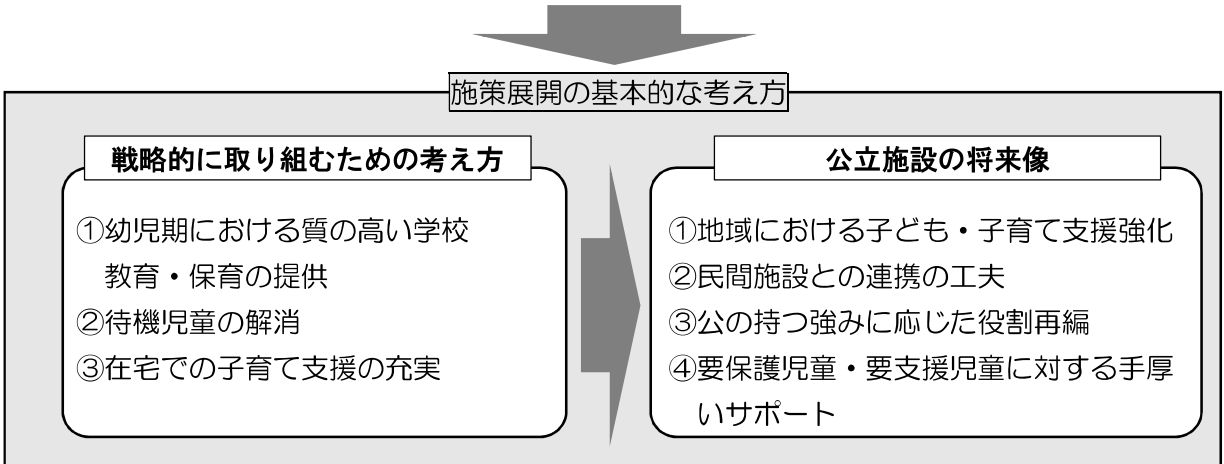 施策展開の基本的な考え方
戦略的に取り組むための考え方
①幼児期における質の高い学校
教育・保育の提供
②待機児童の解消
③在宅での子育て支援の充実
公立施設の将来像
①地域における子ども・子育て支援強化
②民間施設との連携の工夫
③公の持つ強みに応じた役割再編
④要保護児童・要支援児童に対する手厚
いサポート